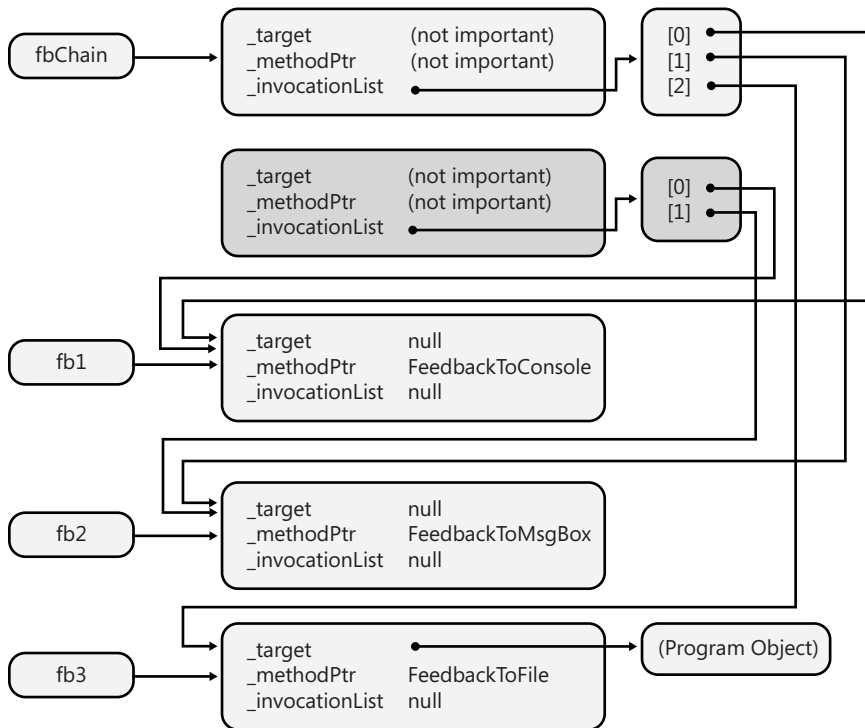 fbChain
_target (not important)
_methodPtr (not important)
_invocationList
[0]
[1]
[2]
_target (not important)
_methodPtr (not important)
_invocationList
[0]
[1]
fb1
_target null
_methodPtr FeedbackToConsole
_invocationList null
fb2
_target null
_methodPtr FeedbackToMsgBox
_invocationList null
fb3
_target
_methodPtr FeedbackToFile
_invocationList null
(Program Object)